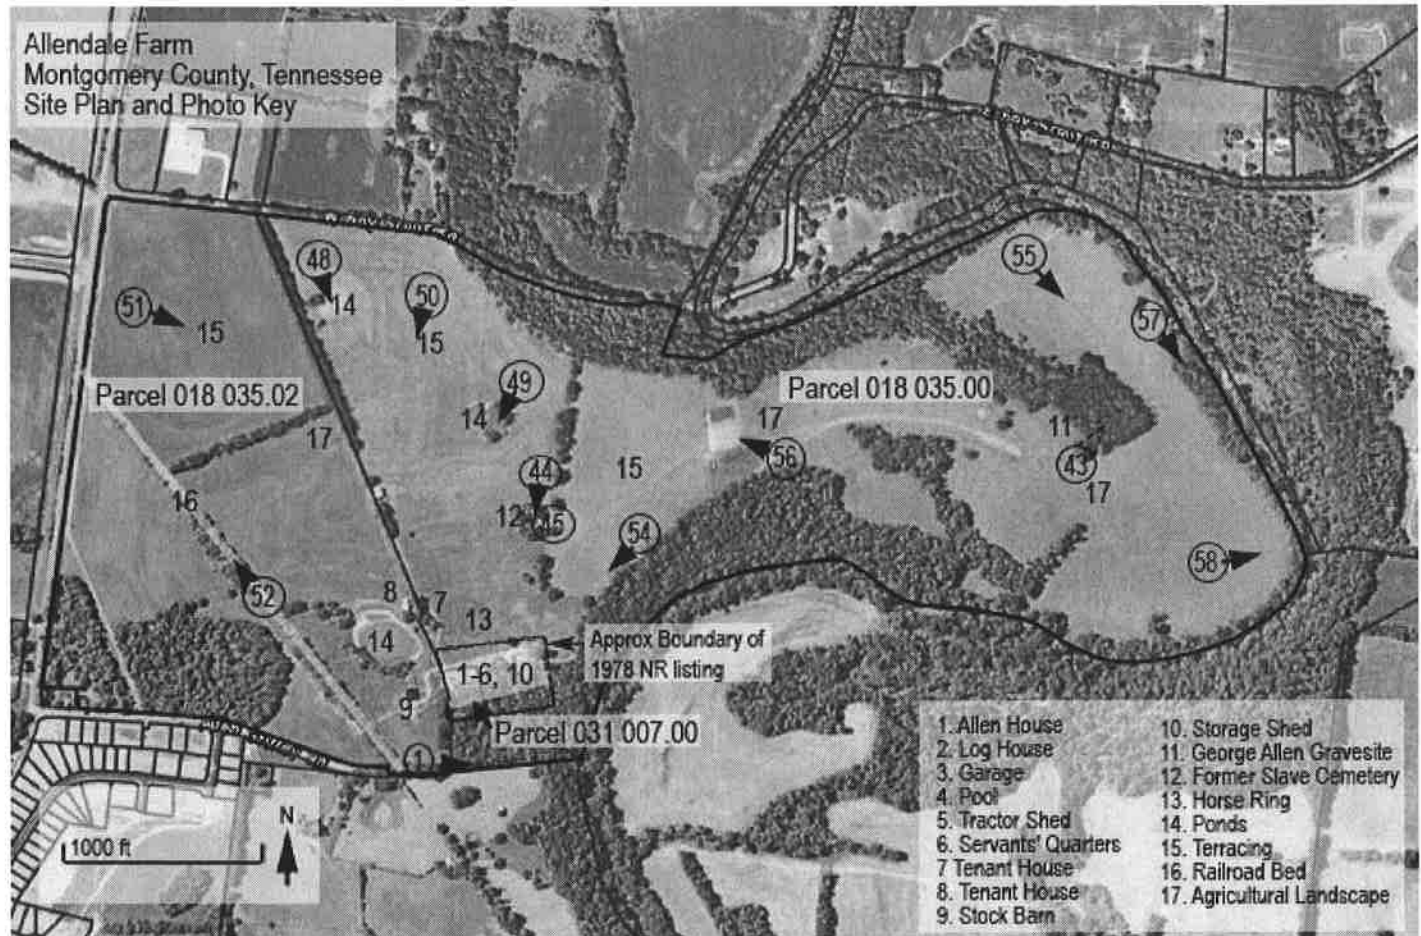 Allendale Farm
Montgomery County, Tennessee
Site Plan and Photo Key
48
14
50
15
51
15
55
57
Parcel 018 035.02
Parcel 018 035.00
49
14
17
17
11
56
43
17
44
15
12
45
54
16
52
58
8
7
13
14
Approx Boundary of
1978 NR listing
1-6, 10
9
Parcel 031 007.00
1
N
1000 ft
1. Allen House
2. Log House
3. Garage
4. Pool
5. Tractor Shed
6. Servants' Quarters
7 Tenant House
8. Tenant House
9. Stock Barn
10. Storage Shed
11. George Allen Gravesite
12. Former Slave Cemetery
13. Horse Ring
14. Ponds
15. Terracing
16. Railroad Bed
17. Agricultural Landscape